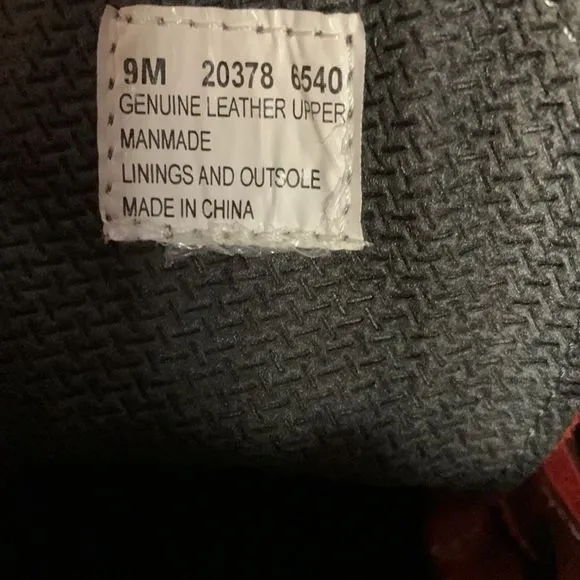 9M 20378 6540
GENUINE LEATHER UPPER
MANMADE
LININGS AND OUTSOLE
MADE IN CHINA